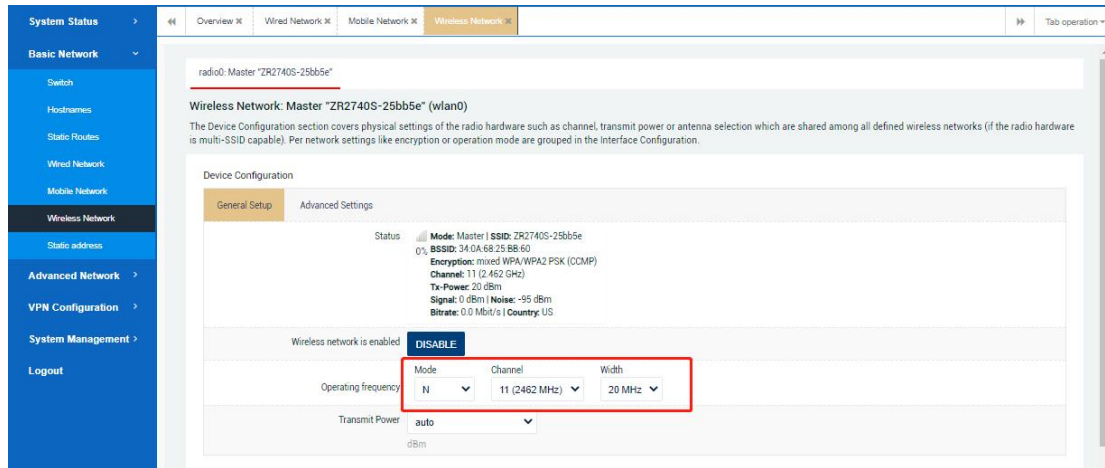 System Status
Overview
Wired Network
Mobile Network
Wireless Network
Tab operation
Basic Network
Switch
Hostnames
Static Routes
Wired Network
Mobile Network
Wireless Network
Static address
Advanced Network
VPN Configuration
System Management
Logout
radio0: Master "ZR2740S-25bb5e"
Wireless Network: Master "ZR2740S-25bb5e" (wlan0)
The Device Configuration section covers physical settings of the radio hardware such as channel, transmit power or antenna selection which are shared among all defined wireless networks (if the radio hardware
is multi-SSID capable). Per network settings like encryption or operation mode are grouped in the Interface Configuration.
Device Configuration
General Setup
Advanced Settings
Status
0%
Mode: Master | SSID: ZR2740S-25bb5e
BSSID: 34:0A:68:25:BB:60
Encryption: mixed WPA/WPA2 PSK (CCMP)
Channel: 11 (2.462 GHz)
Tx-Power: 20 dBm
Signal: 0 dBm | Noise: -95 dBm
Bitrate: 0.0 Mbit/s | Country: US
Wireless network is enabled
DISABLE
Operating frequency
Mode
Channel
Width
N
11 (2462 MHz)
20 MHz
Transmit Power
auto
dBm